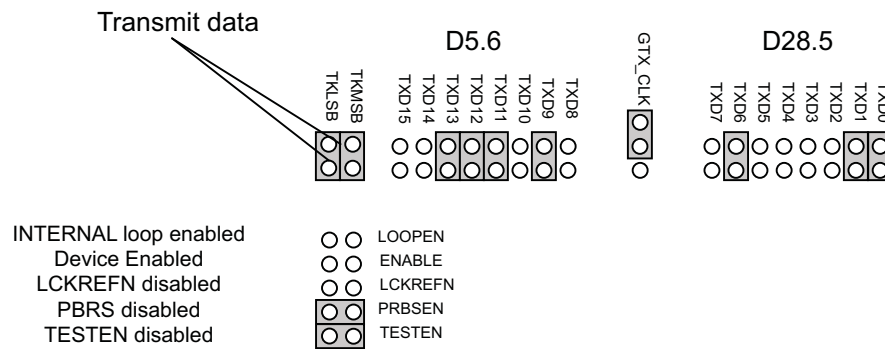 Transmit data
D5.6
D28.5
TKLSB
TKMSB
TXD15
TXD14
TXD13
TXD12
TXD11
TXD10
TXD9
TXD8
GTX_CLK
TXD7
TXD6
TXD5
TXD4
TXD3
TXD2
TXD1
TXD0
INTERNAL loop enabled LOOPEN
Device Enabled ENABLE
LCKREFN disabled LCKREFN
PBRS disabled PRBSEN
TESTEN disabled TESTEN